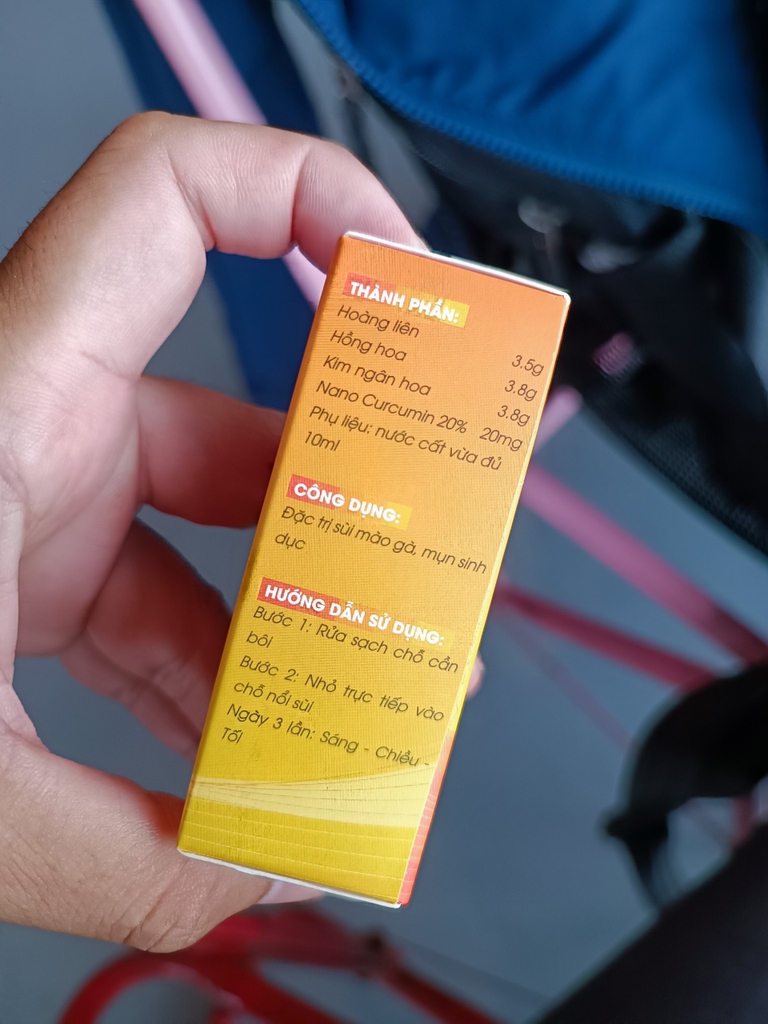 THÀNH PHẦN:
Hoàng liên 3.5g
Hồng hoa 3.8g
Kim ngân hoa 3.8g
Nano Curcumin 20% 20mg
Phụ liệu: nước cất vừa đủ
10ml
CÔNG DỤNG:
Đặc trị sùi mào gà, mụn sinh
dục
HƯỚNG DẪN SỬ DỤNG:
Bước 1: Rửa sạch chỗ cần
bôi
Bước 2: Nhỏ trực tiếp vào
chỗ nổi sùi
Ngày 3 lần: Sáng - Chiều -
Tối